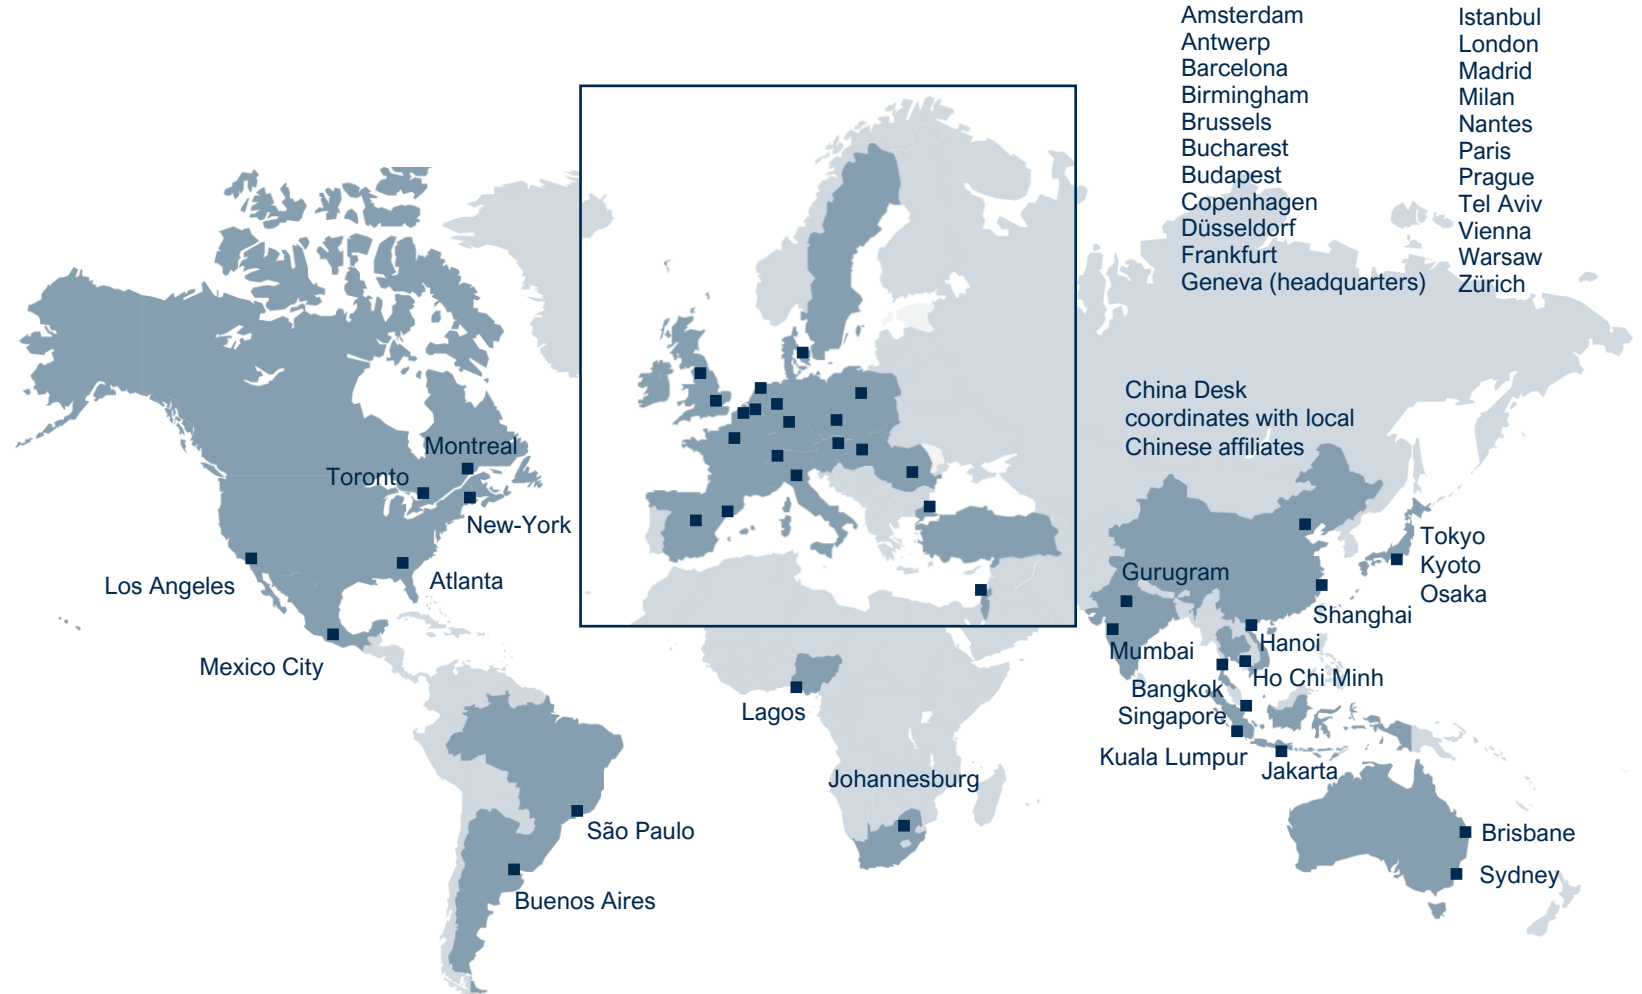 Amsterdam
Antwerp
Barcelona
Birmingham
Brussels
Bucharest
Budapest
Copenhagen
Düsseldorf
Frankfurt
Geneva (headquarters)
Istanbul
London
Madrid
Milan
Nantes
Paris
Prague
Tel Aviv
Vienna
Warsaw
Zürich
China Desk
coordinates with local
Chinese affiliates
Montreal
Toronto
New-York
Los Angeles
Atlanta
Mexico City
São Paulo
Buenos Aires
Lagos
Johannesburg
Gurugram
Mumbai
Tokyo
Kyoto
Osaka
Shanghai
Hanoi
Ho Chi Minh
Bangkok
Singapore
Kuala Lumpur
Jakarta
Brisbane
Sydney